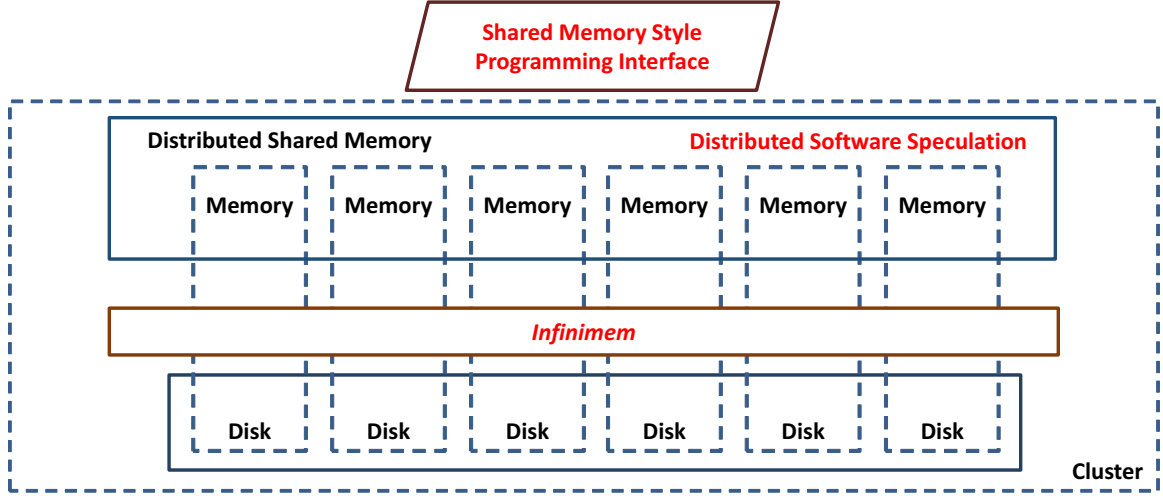 Shared Memory Style
Programming Interface
Distributed Shared Memory Distributed Software Speculation
Memory Memory Memory Memory Memory Memory
Infinimem
Disk Disk Disk Disk Disk Disk
Cluster